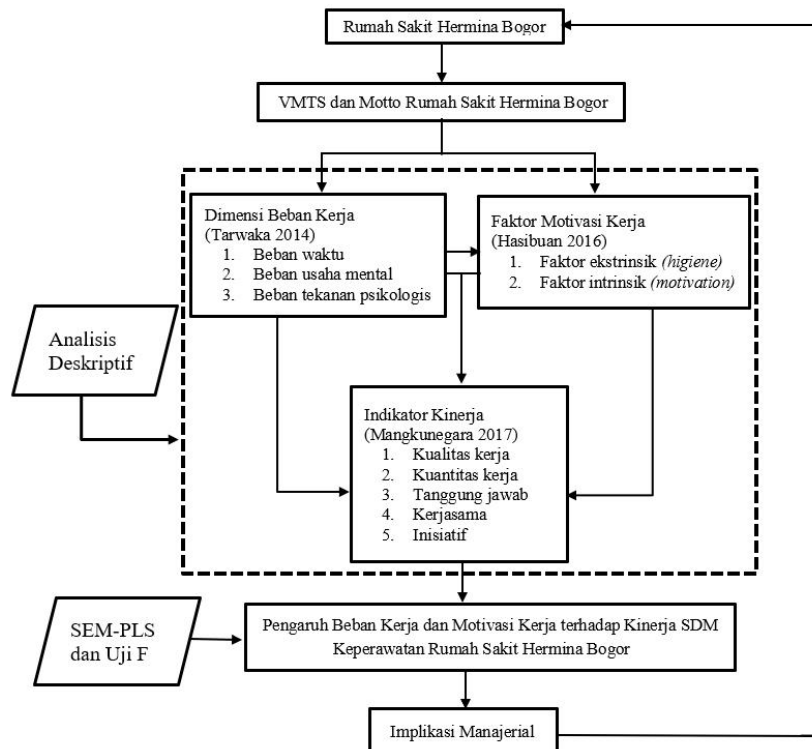 Rumah Sakit Hermina Bogor
VMTS dan Motto Rumah Sakit Hermina Bogor
Dimensi Beban Kerja
(Tarwaka 2014)
1. Beban waktu
2. Beban usaha mental
3. Beban tekanan psikologis
Faktor Motivasi Kerja
(Hasibuan 2016)
1. Faktor ekstrinsik (higiene)
2. Faktor intrinsik (motivation)
Analisis
Deskriptif
Indikator Kinerja
(Mangkunegara 2017)
1. Kualitas kerja
2. Kuantitas kerja
3. Tanggung jawab
4. Kerjasama
5. Inisiatif
SEM-PLS
dan Uji F
Pengaruh Beban Kerja dan Motivasi Kerja terhadap Kinerja SDM
Keperawatan Rumah Sakit Hermina Bogor
Implikasi Manajerial